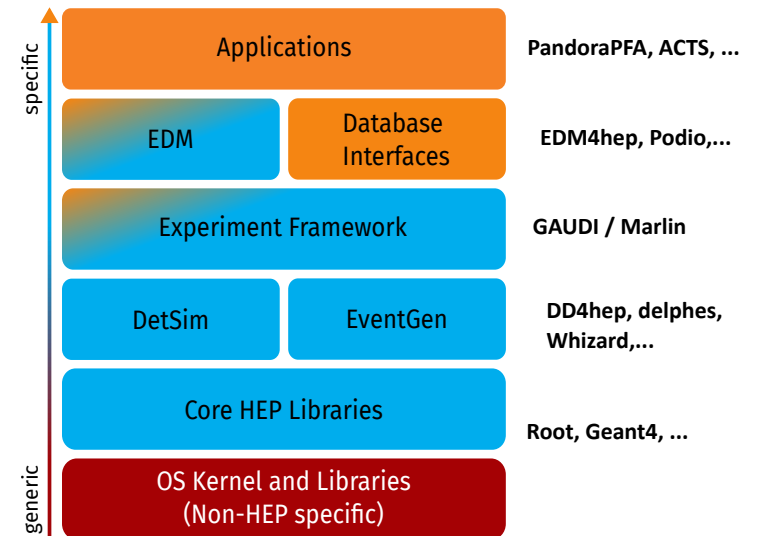 specific
Applications
PandoraPFA, ACTS, ...
EDM
Database
Interfaces
EDM4hep, Podio,...
Experiment Framework
GAUDI / Marlin
DetSim
EventGen
DD4hep, delphes,
Whizard,...
Core HEP Libraries
Root, Geant4, ...
generic
OS Kernel and Libraries
(Non-HEP specific)